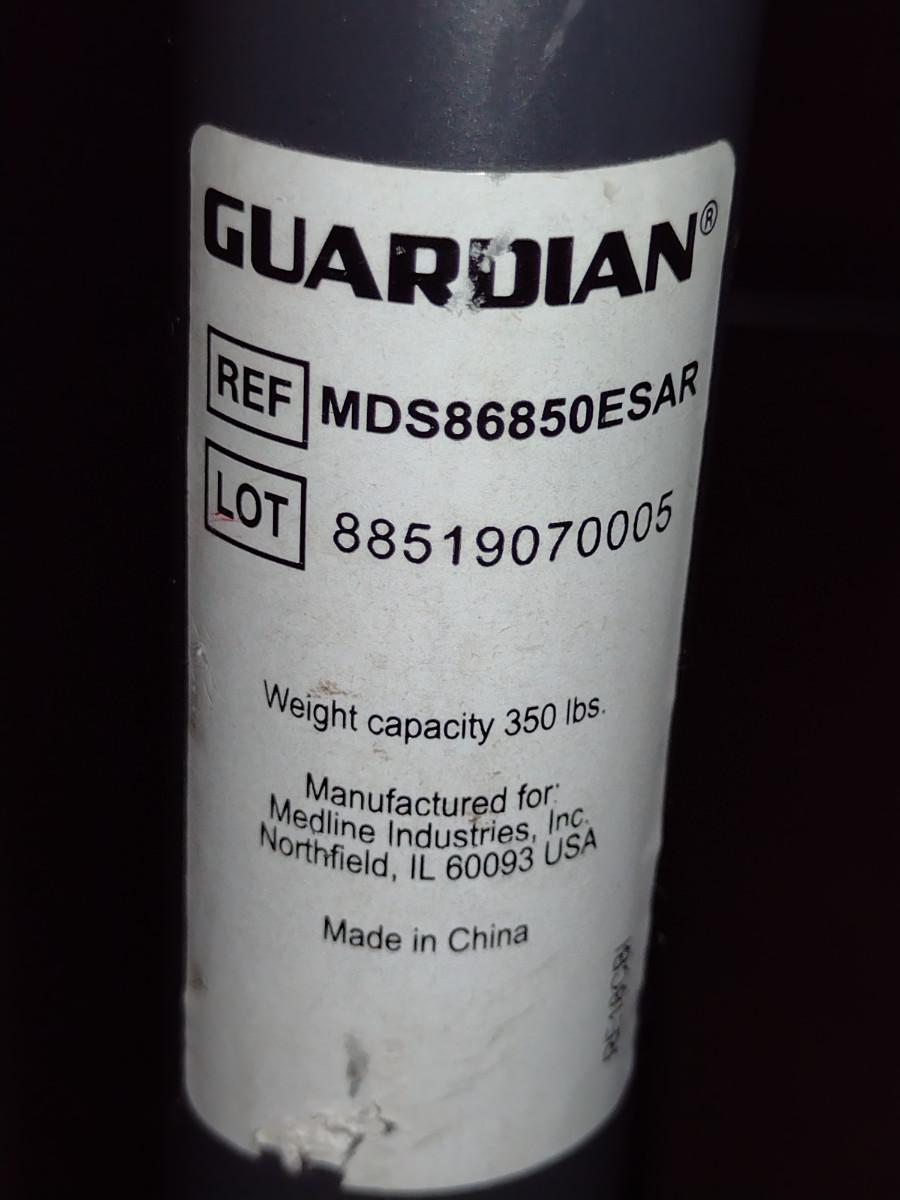 GUARDIAN®
REF MDS86850ESAR
LOT 88519070005
Weight capacity 350 lbs.
Manufactured for:
Medline Industries, Inc.
Northfield, IL 60093 USA
Made in China